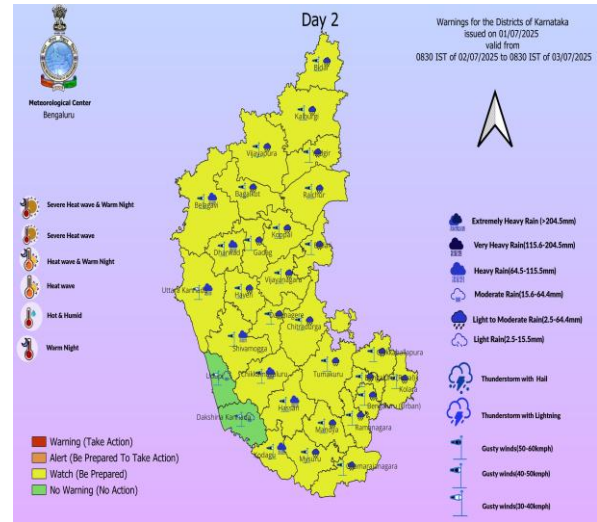 Day 2
Warnings for the Districts of Karnataka
issued on 01/07/2025
valid from
0830 IST of 02/07/2025 to 0830 IST of 03/07/2025
Meteorological Center
Bengaluru
Bidar
Kalburgi
Vijayapura
Yadgir
Bagalkot
Raichur
Belagavi
Koppal
Dharwad
Gadag
Uttara Kannada
Haveri
Vijayanagara
Chitradurga
Shivamogga
Chikkamagaluru
Tumakuru
Kolara
Hassan
Bengaluru (Urban)
Dakshina Kannada
Mandya
Ramanagara
Kodagu
Mysuru
Chamarajanagara
Severe Heat wave & Warm Night
Severe Heat wave
Heat wave & Warm Night
Heat wave
Hot & Humid
Warm Night
Extremely Heavy Rain (>204.5mm)
Very Heavy Rain(115.6-204.5mm)
Heavy Rain(64.5-115.5mm)
Moderate Rain(15.6-64.4mm)
Light to Moderate Rain(2.5-64.4mm)
Light Rain(2.5-15.5mm)
Thunderstorm with Hail
Thunderstorm with Lightning
Gusty winds(50-60kmph)
Gusty winds(40-50kmph)
Gusty winds(30-40kmph)
Warning (Take Action)
Alert (Be Prepared To Take Action)
Watch (Be Prepared)
No Warning (No Action)